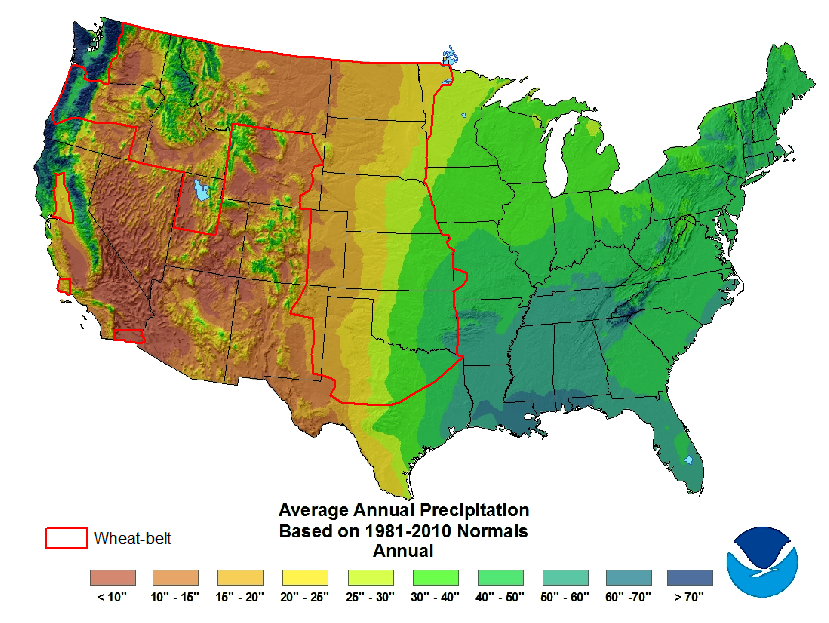 Average Annual Precipitation
Based on 1981-2010 Normals
Annual
Wheat-belt
< 10" 10" - 15" 15" - 20" 20" - 25" 25" - 30" 30" - 40" 40" - 50" 50" - 60" 60" -70" > 70"